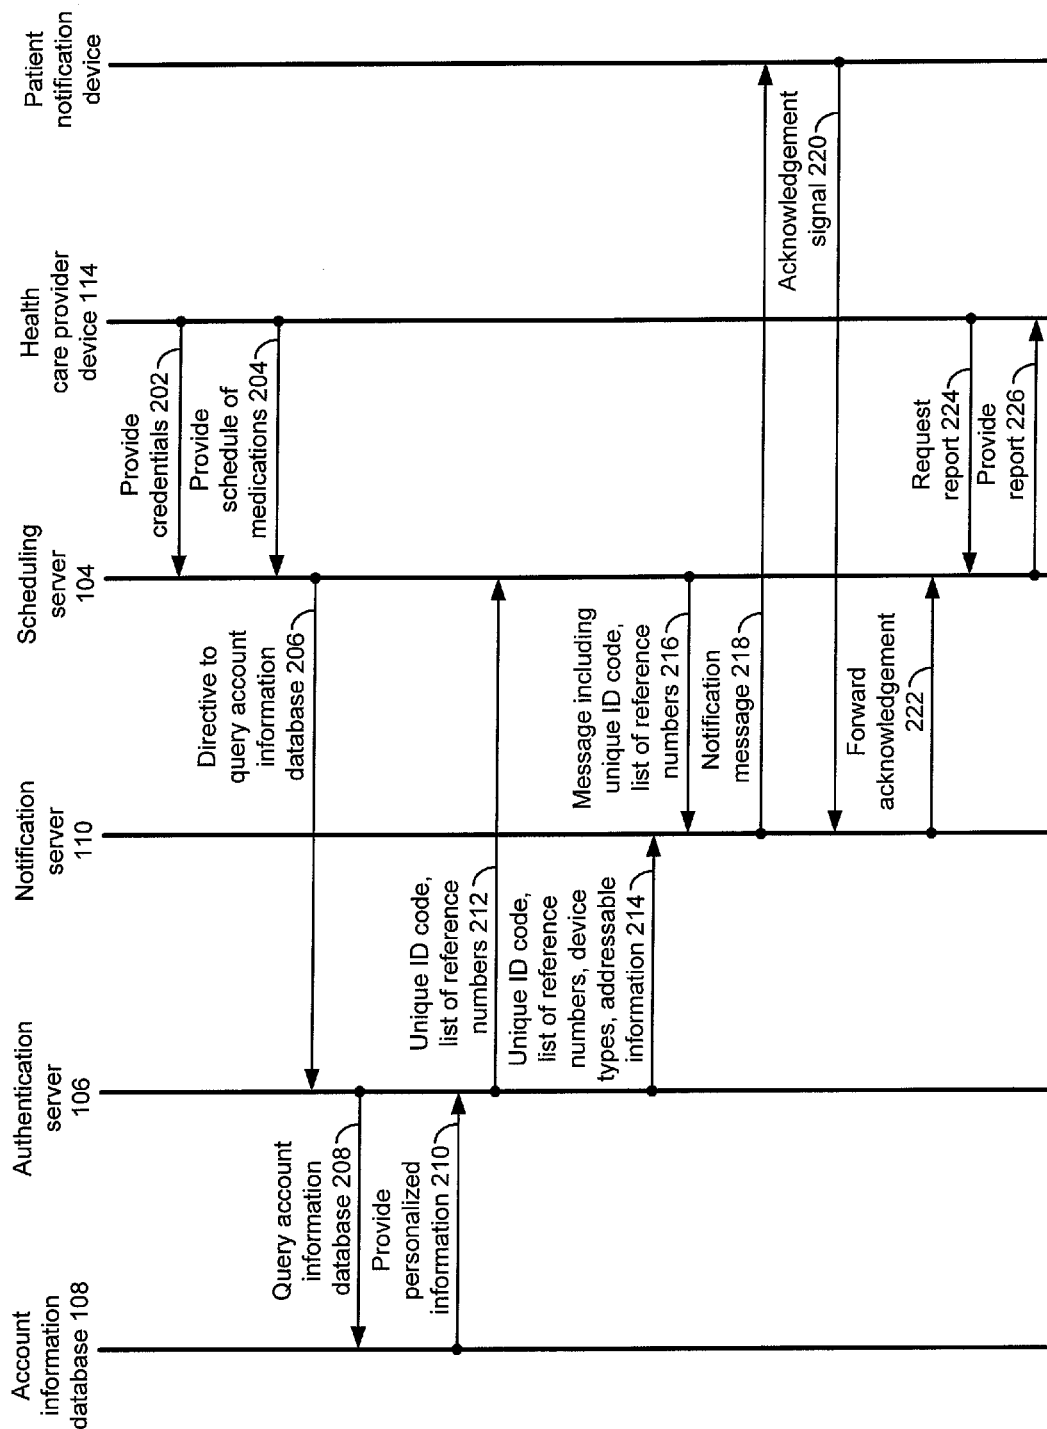 Account
information
database 108
Authentication
server
106
Notification
server
110
Scheduling
server
104
Health
care provider
device 114
Patient
notification
device
Provide
credentials 202
Provide
schedule of
medications 204
Directive to
query account
information
database 206
Query account
information
database 208
Provide
personalized
information 210
Unique ID code,
list of reference
numbers 212
Unique ID code,
list of reference
numbers, device
types, addressable
information 214
Message including
unique ID code,
list of reference
numbers 216
Notification
message 218
Acknowledgement
signal 220
Forward
acknowledgement
222
Request
report 224
Provide
report 226